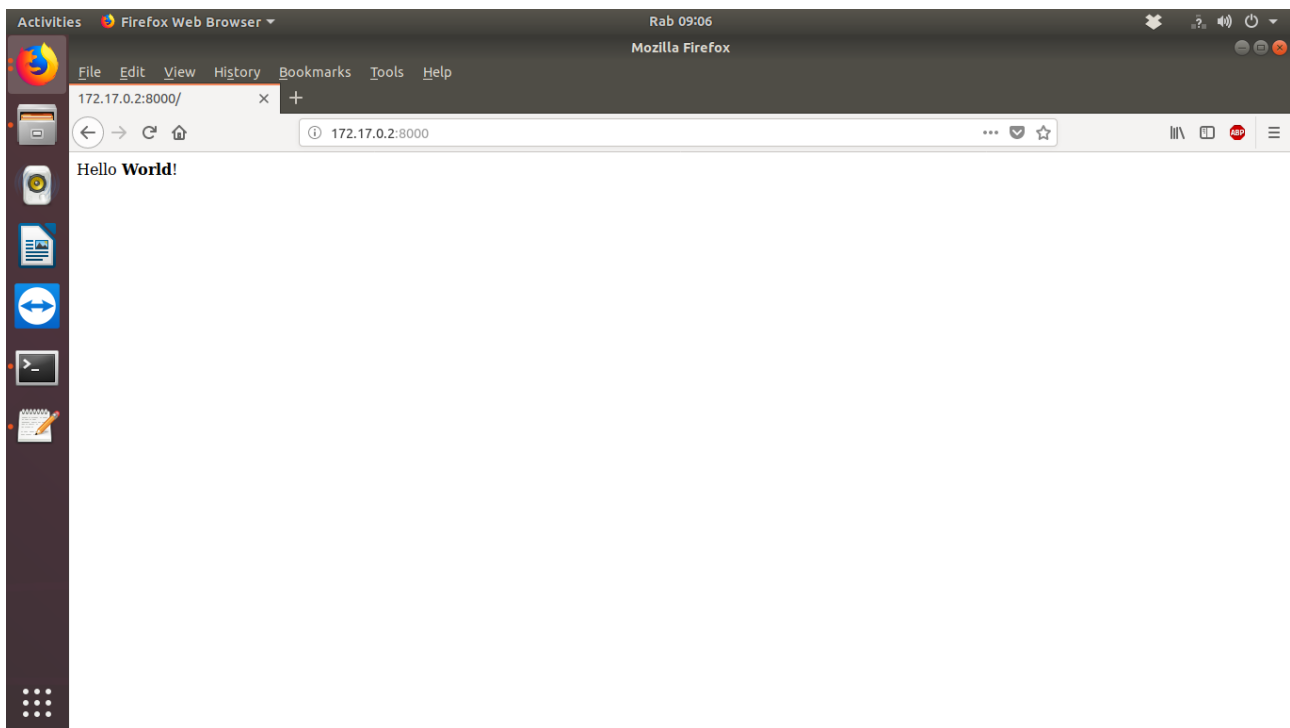 Activities Firefox Web Browser Rab 09:06
Mozilla Firefox
File Edit View History Bookmarks Tools Help
172.17.0.2:8000/
172.17.0.2:8000
ABP
Hello World!